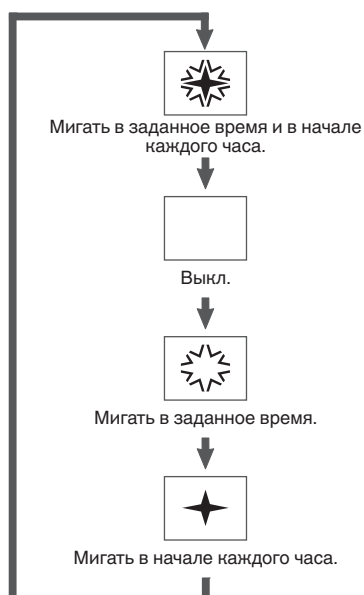 Мигать в заданное время и в начале
каждого часа.
Выкл.
Мигать в заданное время.
Мигать в начале каждого часа.